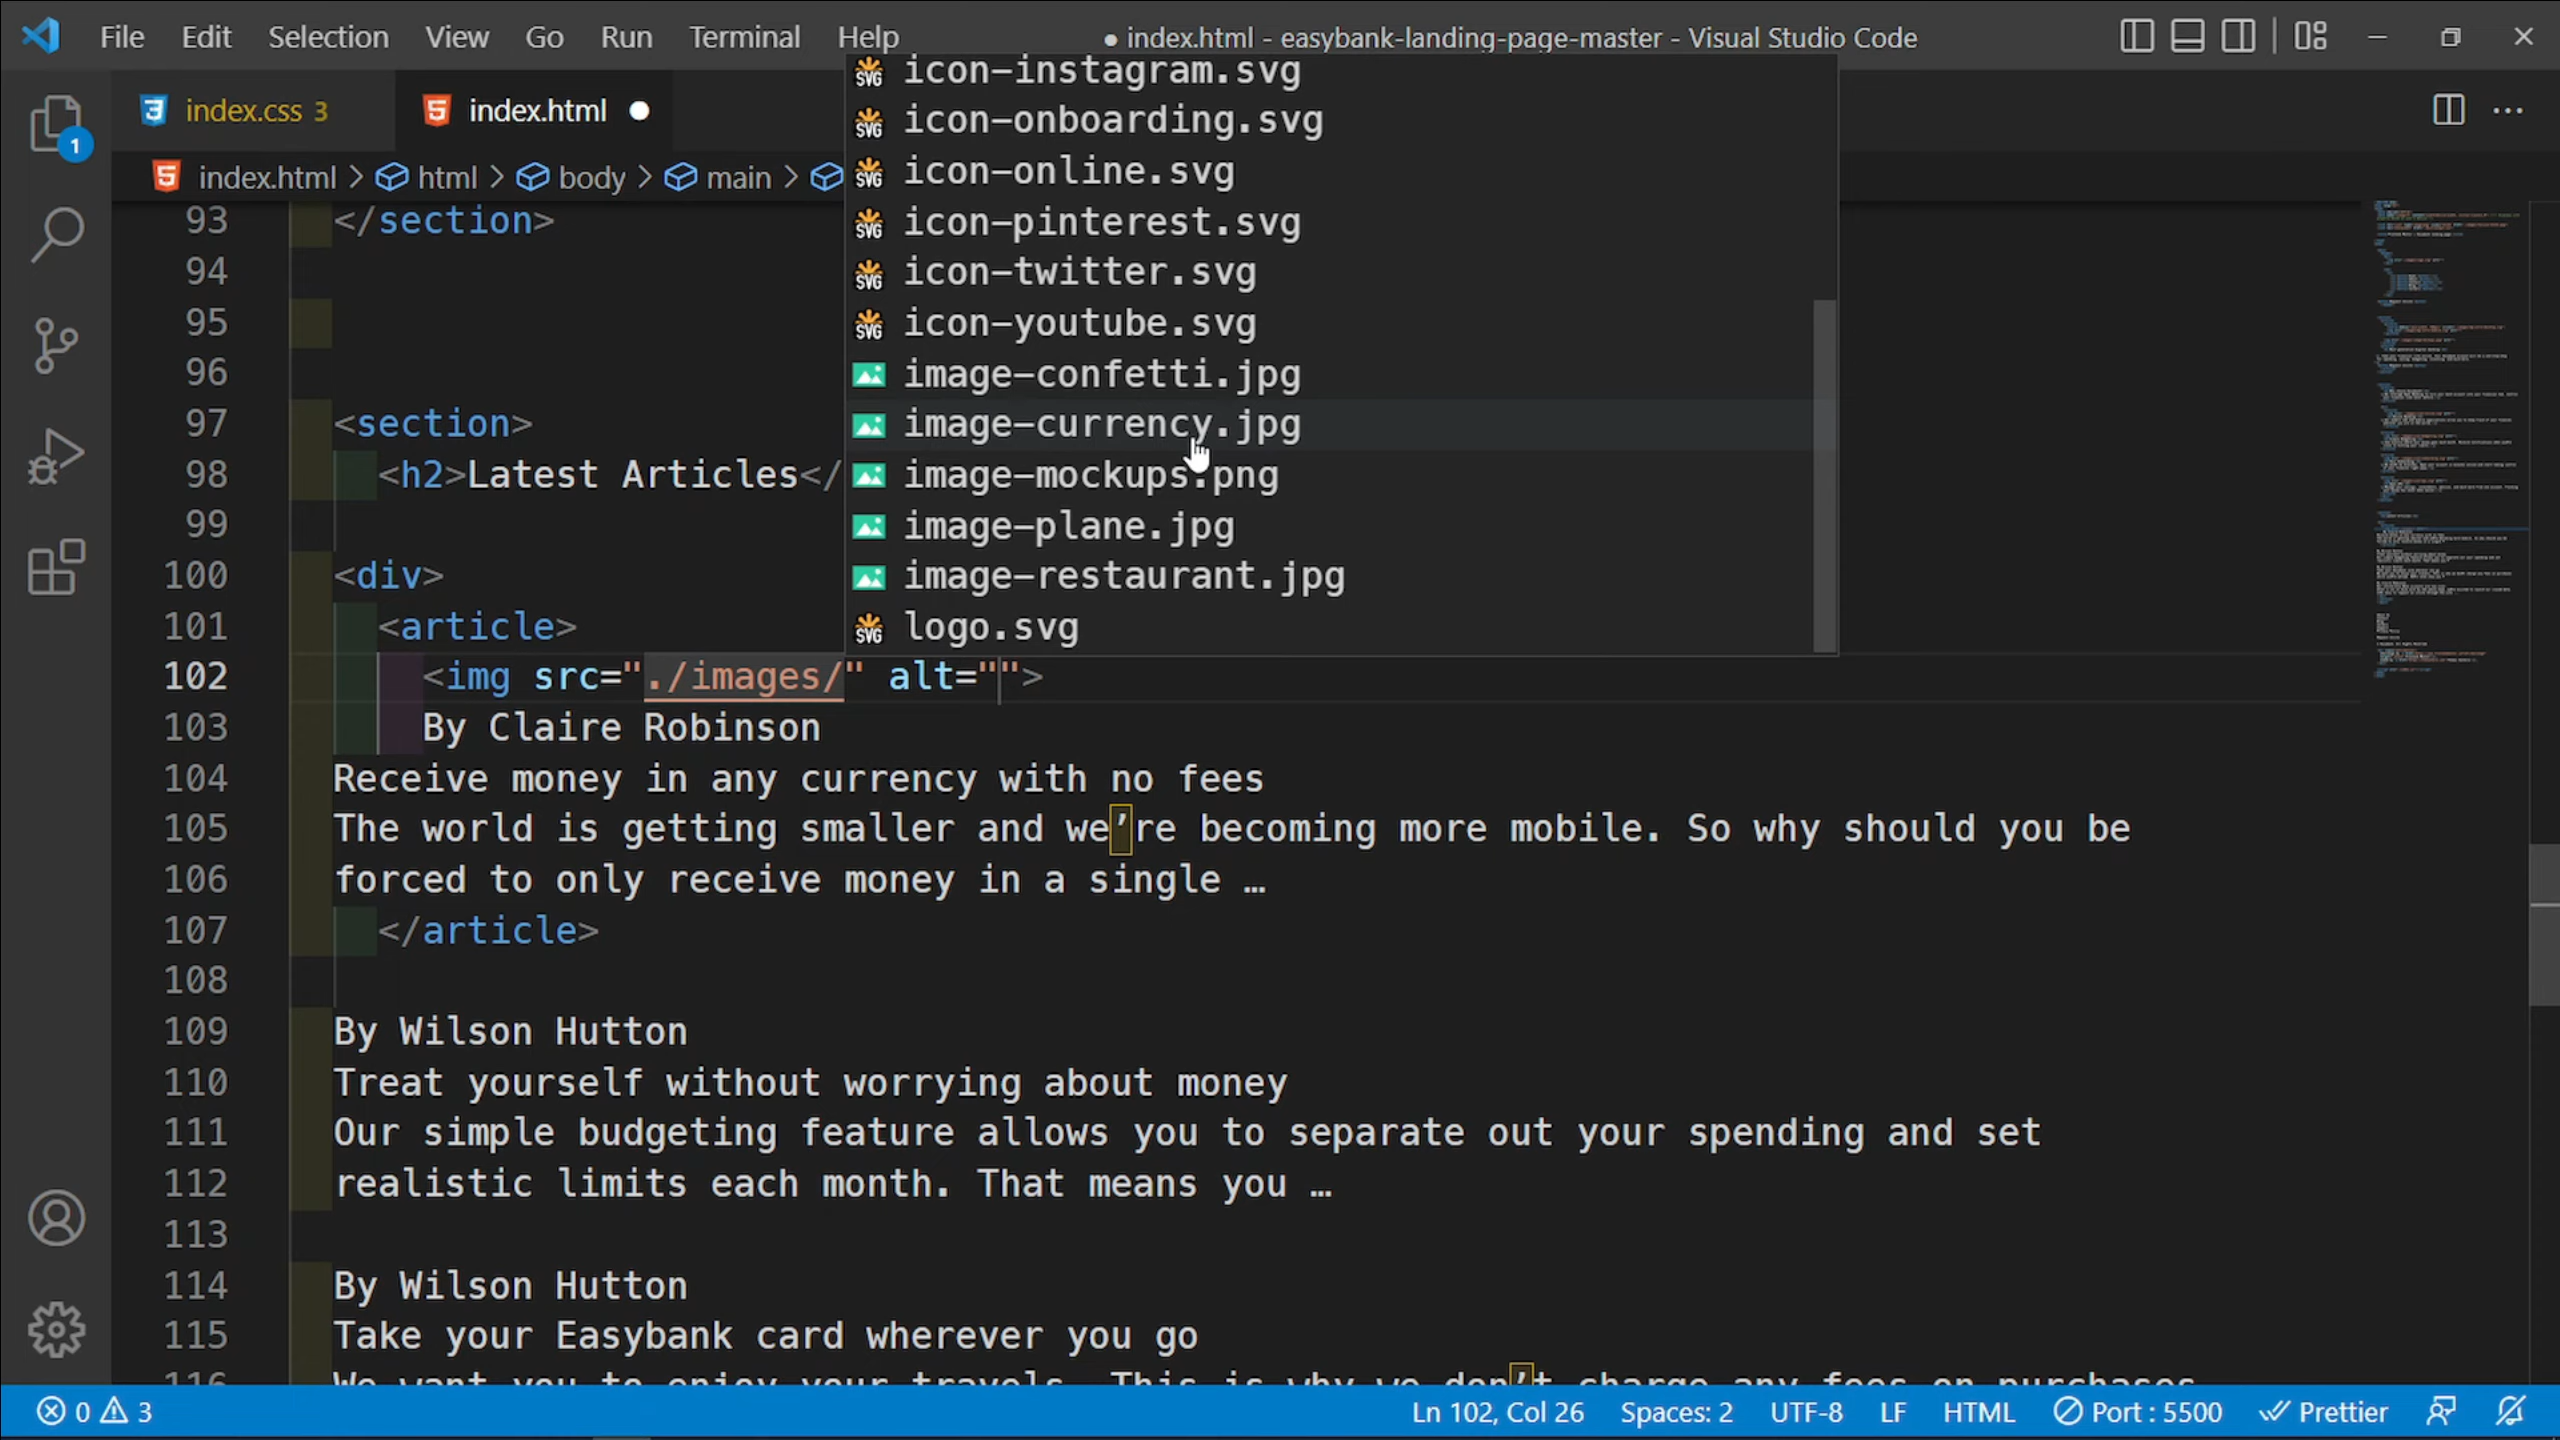 File Edit Selection View Go Run Terminal Help ● index.html - easybank-landing-page-master - Visual Studio Code
index.css 3 index.html ●
index.html > html > body > main >
icon-instagram.svg
icon-onboarding.svg
icon-online.svg
icon-pinterest.svg
icon-twitter.svg
icon-youtube.svg
image-confetti.jpg
image-currency.jpg
image-mockups.png
image-plane.jpg
image-restaurant.jpg
logo.svg
1
93 </section>
94
95
96
97 <section>
98 <h2>Latest Articles</
99
100 <div>
101 <article>
102 <img src="./images/" alt="">
103 By Claire Robinson
104 Receive money in any currency with no fees
105 The world is getting smaller and we’re becoming more mobile. So why should you be
106 forced to only receive money in a single …
107 </article>
108
109 By Wilson Hutton
110 Treat yourself without worrying about money
111 Our simple budgeting feature allows you to separate out your spending and set
112 realistic limits each month. That means you …
113
114 By Wilson Hutton
115 Take your Easybank card wherever you go
116 We want you to enjoy your travels. This is why we don’t charge any fees on purchases
0 3 Ln 102, Col 26 Spaces: 2 UTF-8 LF HTML Port : 5500 Prettier